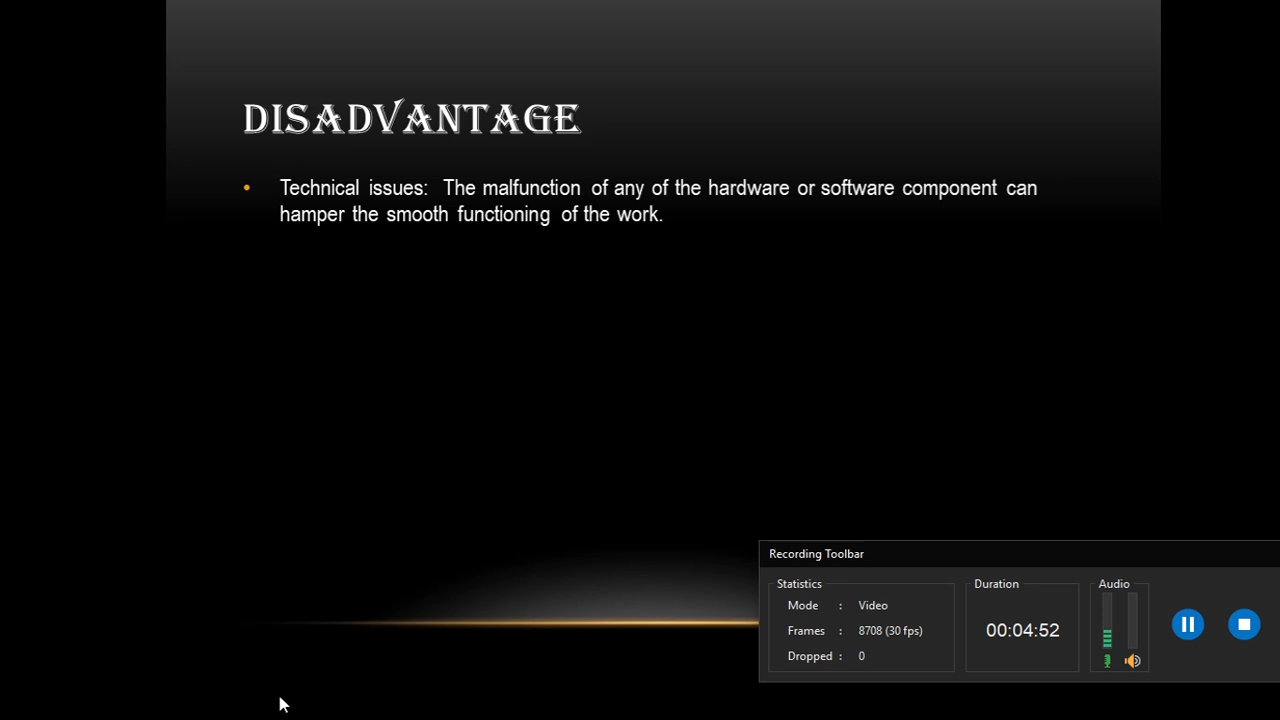 DISADVANTAGE
• Technical issues: The malfunction of any of the hardware or software component can
hamper the smooth functioning of the work.
Recording Toolbar
Statistics
Mode : Video
Frames : 8708 (30 fps)
Dropped : 0
Duration
00:04:52
Audio